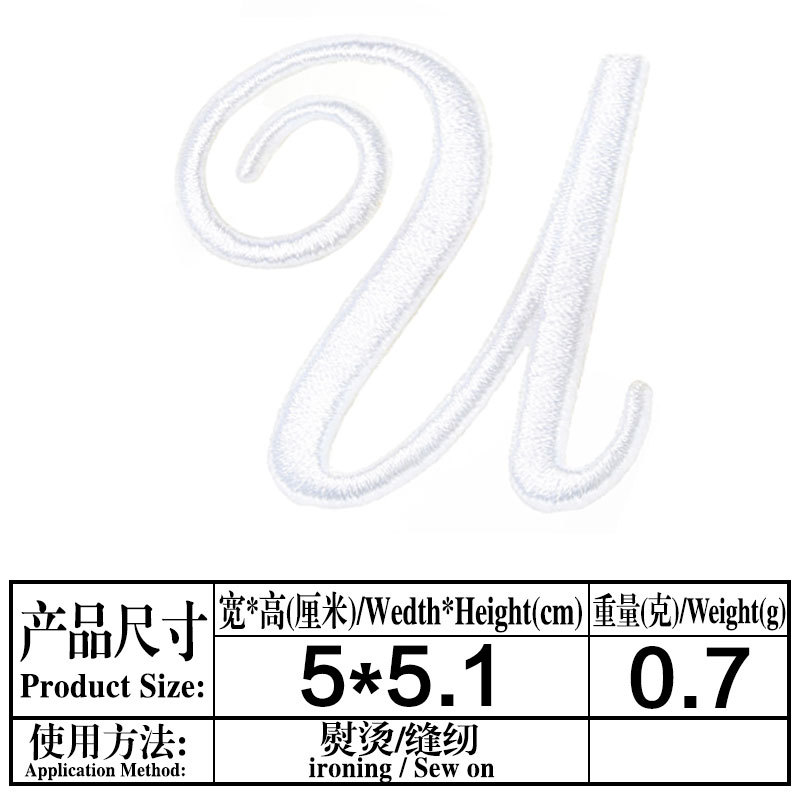 U
产品尺寸
Product Size:
宽*高(厘米)/Wedth*Height(cm)
重量(克)/Weight(g)
5*5.1
0.7
使用方法:
Application Method:
熨烫/缝纫
ironing / Sew on